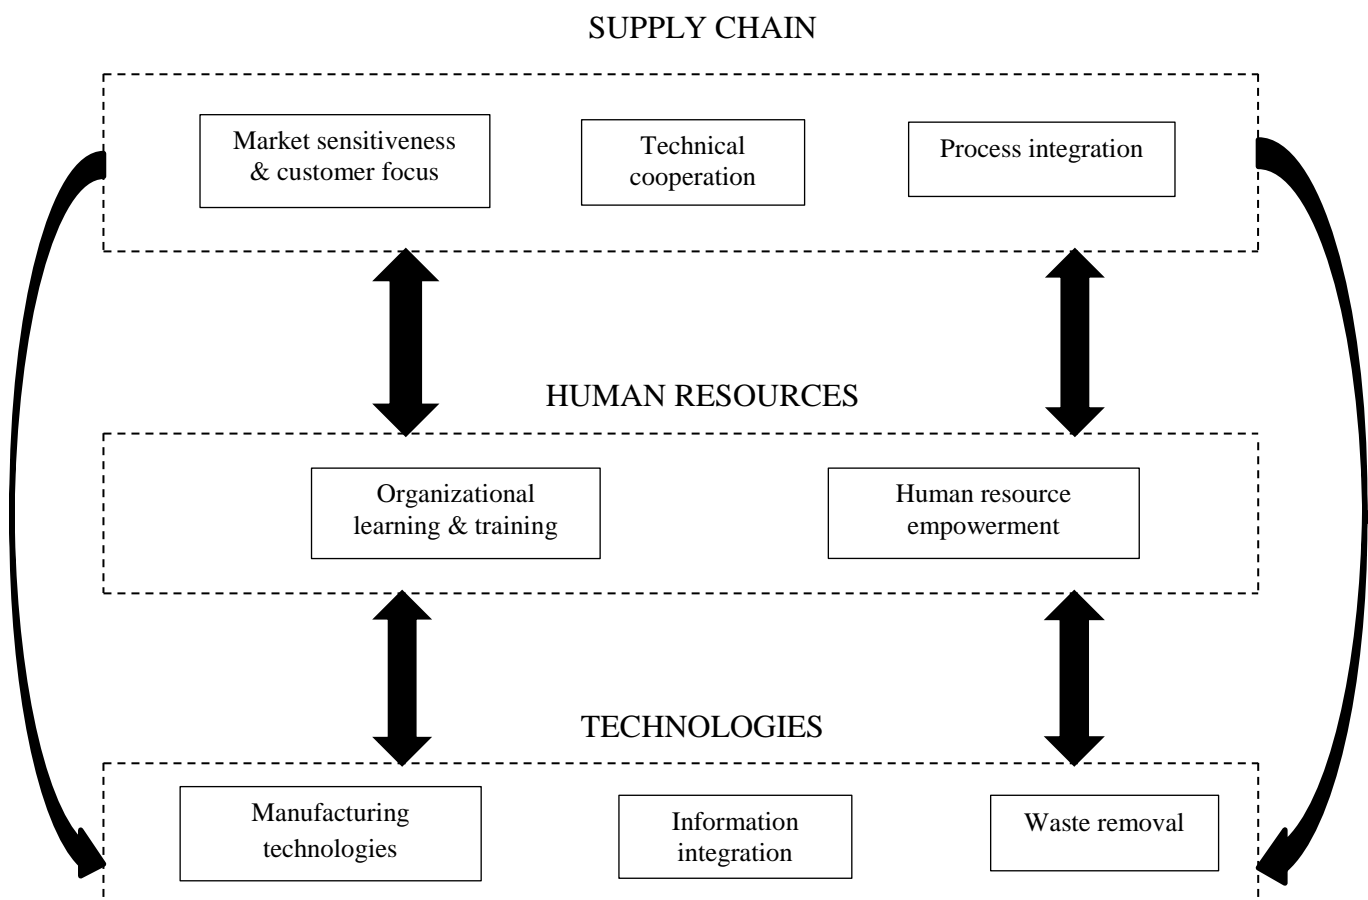 SUPPLY CHAIN
Market sensitiveness
& customer focus
Technical
cooperation
Process integration
HUMAN RESOURCES
Organizational
learning & training
Human resource
empowerment
TECHNOLOGIES
Manufacturing
technologies
Information
integration
Waste removal